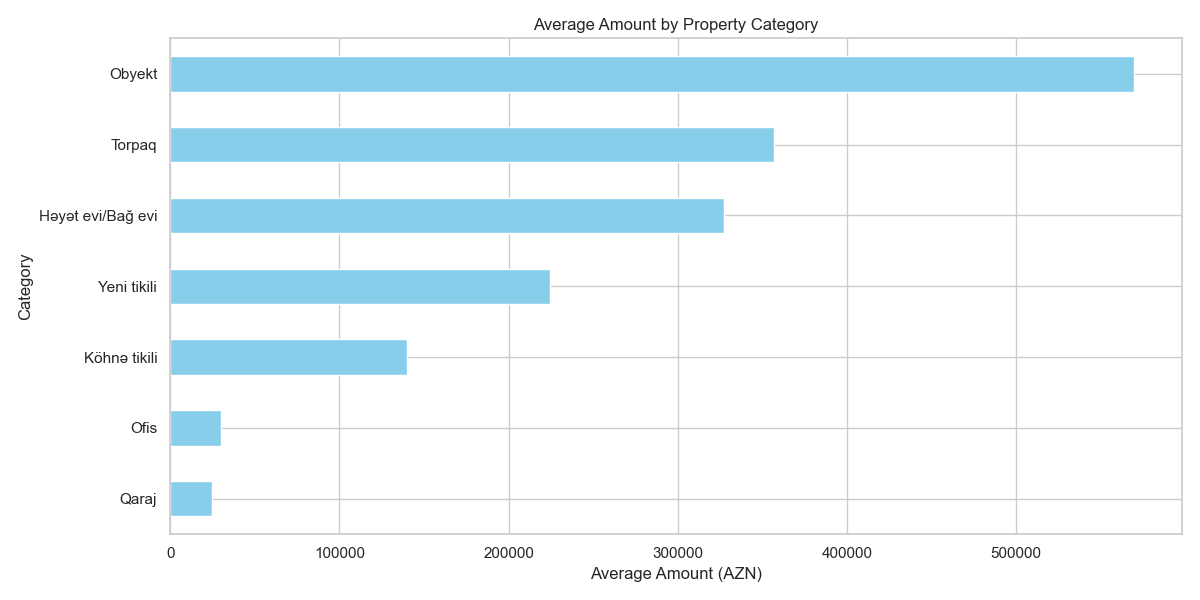 Average Amount by Property Category
Category
Obyekt
Torpaq
Həyət evi/Bağ evi
Yeni tikili
Köhnə tikili
Ofis
Qaraj
0 100000 200000 300000 400000 500000
Average Amount (AZN)